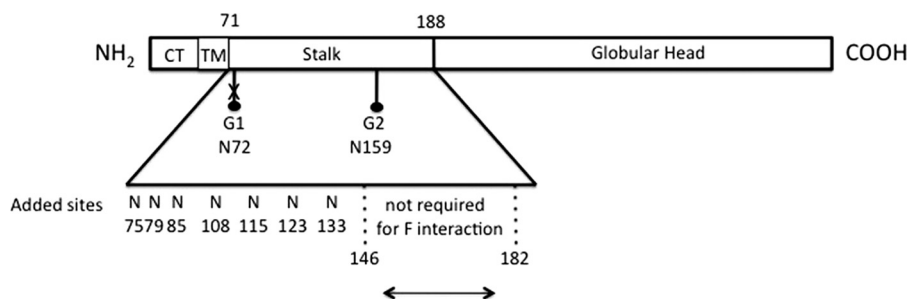 71 188
NH2 CT TM Stalk Globular Head COOH
X
G1 G2
N72 N159
Added sites N N N N N N N not required
75 79 85 108 115 123 133 for F interaction
146 182